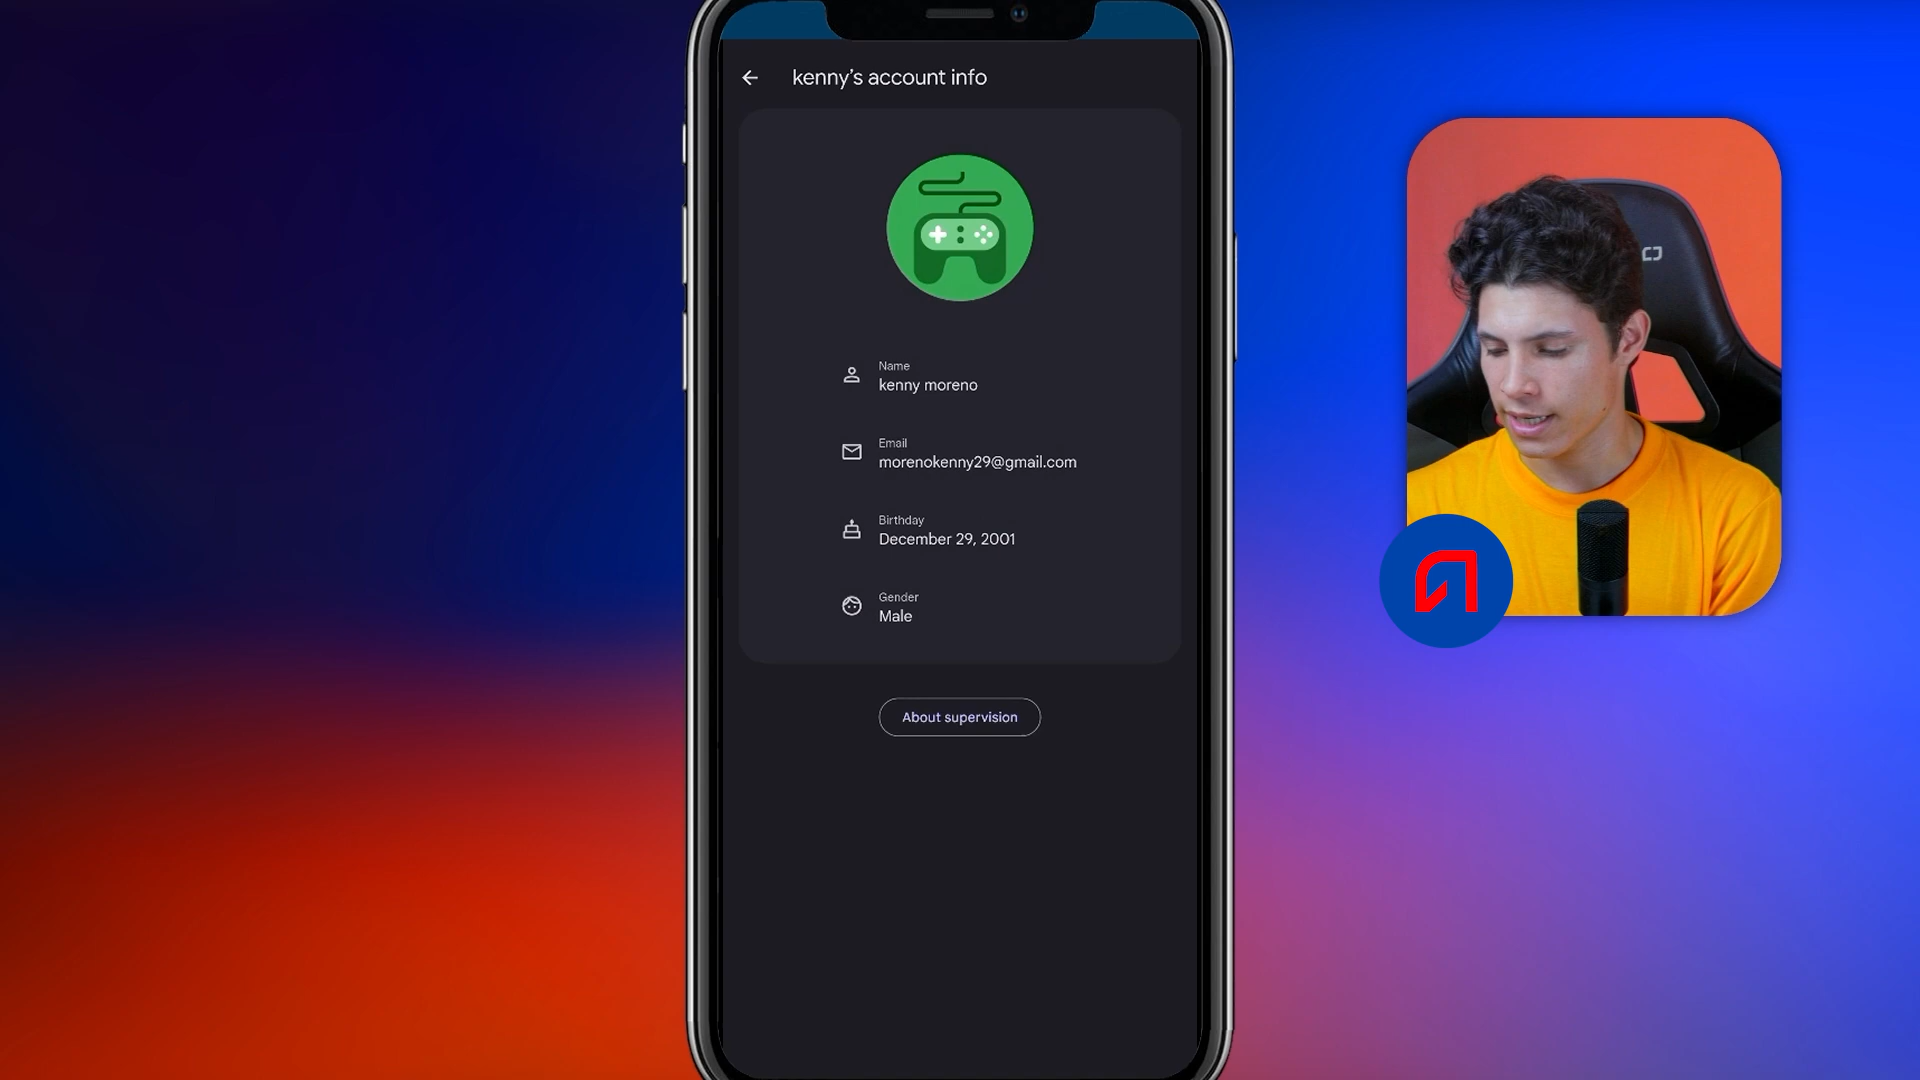 kenny’s account info
Name
kenny moreno
Email
morenokenny29@gmail.com
Birthday
December 29, 2001
Gender
Male
About supervision